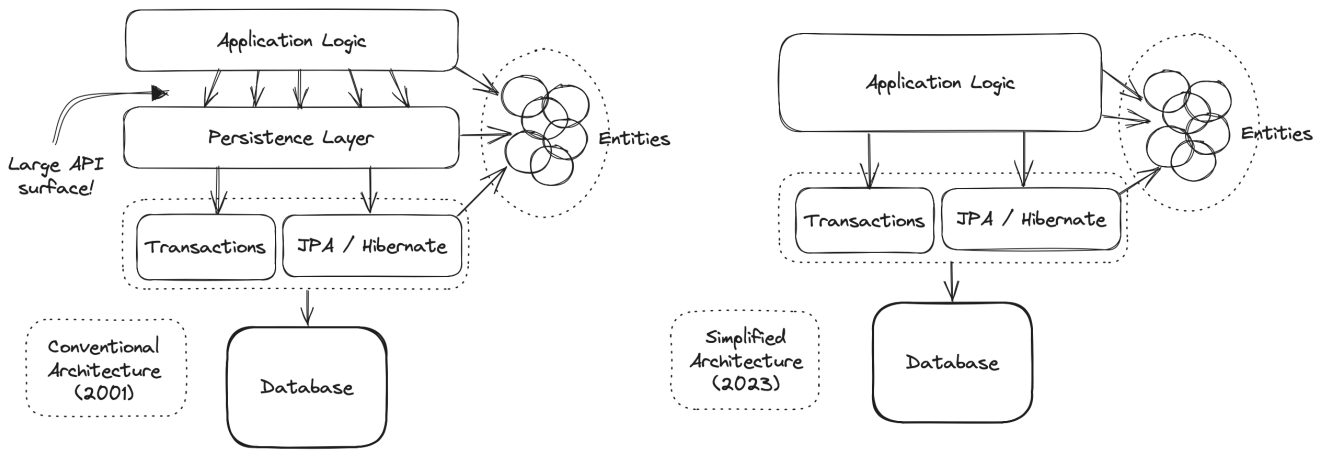 Application Logic
Persistence Layer
Large API
surface!
Entities
Transactions
JPA / Hibernate
Conventional
Architecture
(2001)
Database
Application Logic
Entities
Transactions
JPA / Hibernate
Simplified
Architecture
(2023)
Database